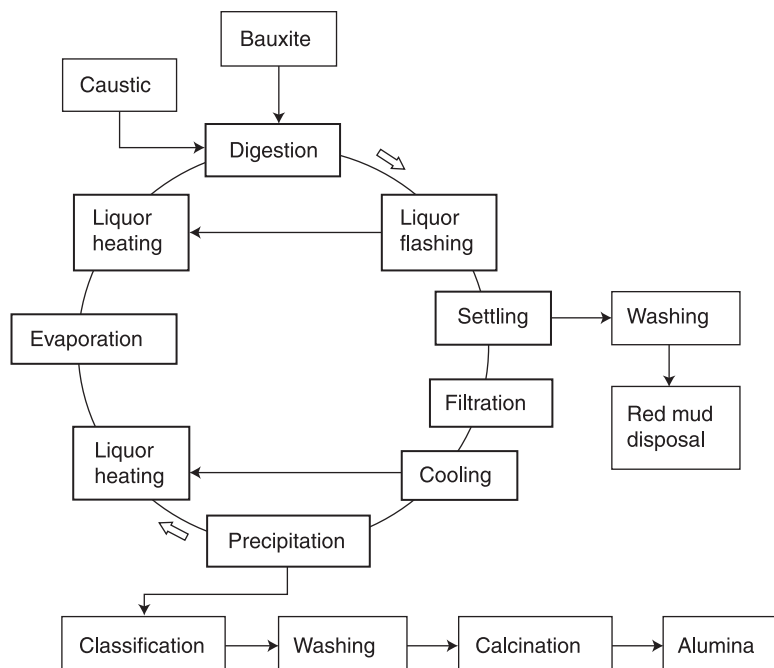 Bauxite
Caustic
Digestion
Liquor
heating
Liquor
flashing
Settling
Washing
Evaporation
Filtration
Red mud
disposal
Liquor
heating
Cooling
Precipitation
Classification
Washing
Calcination
Alumina